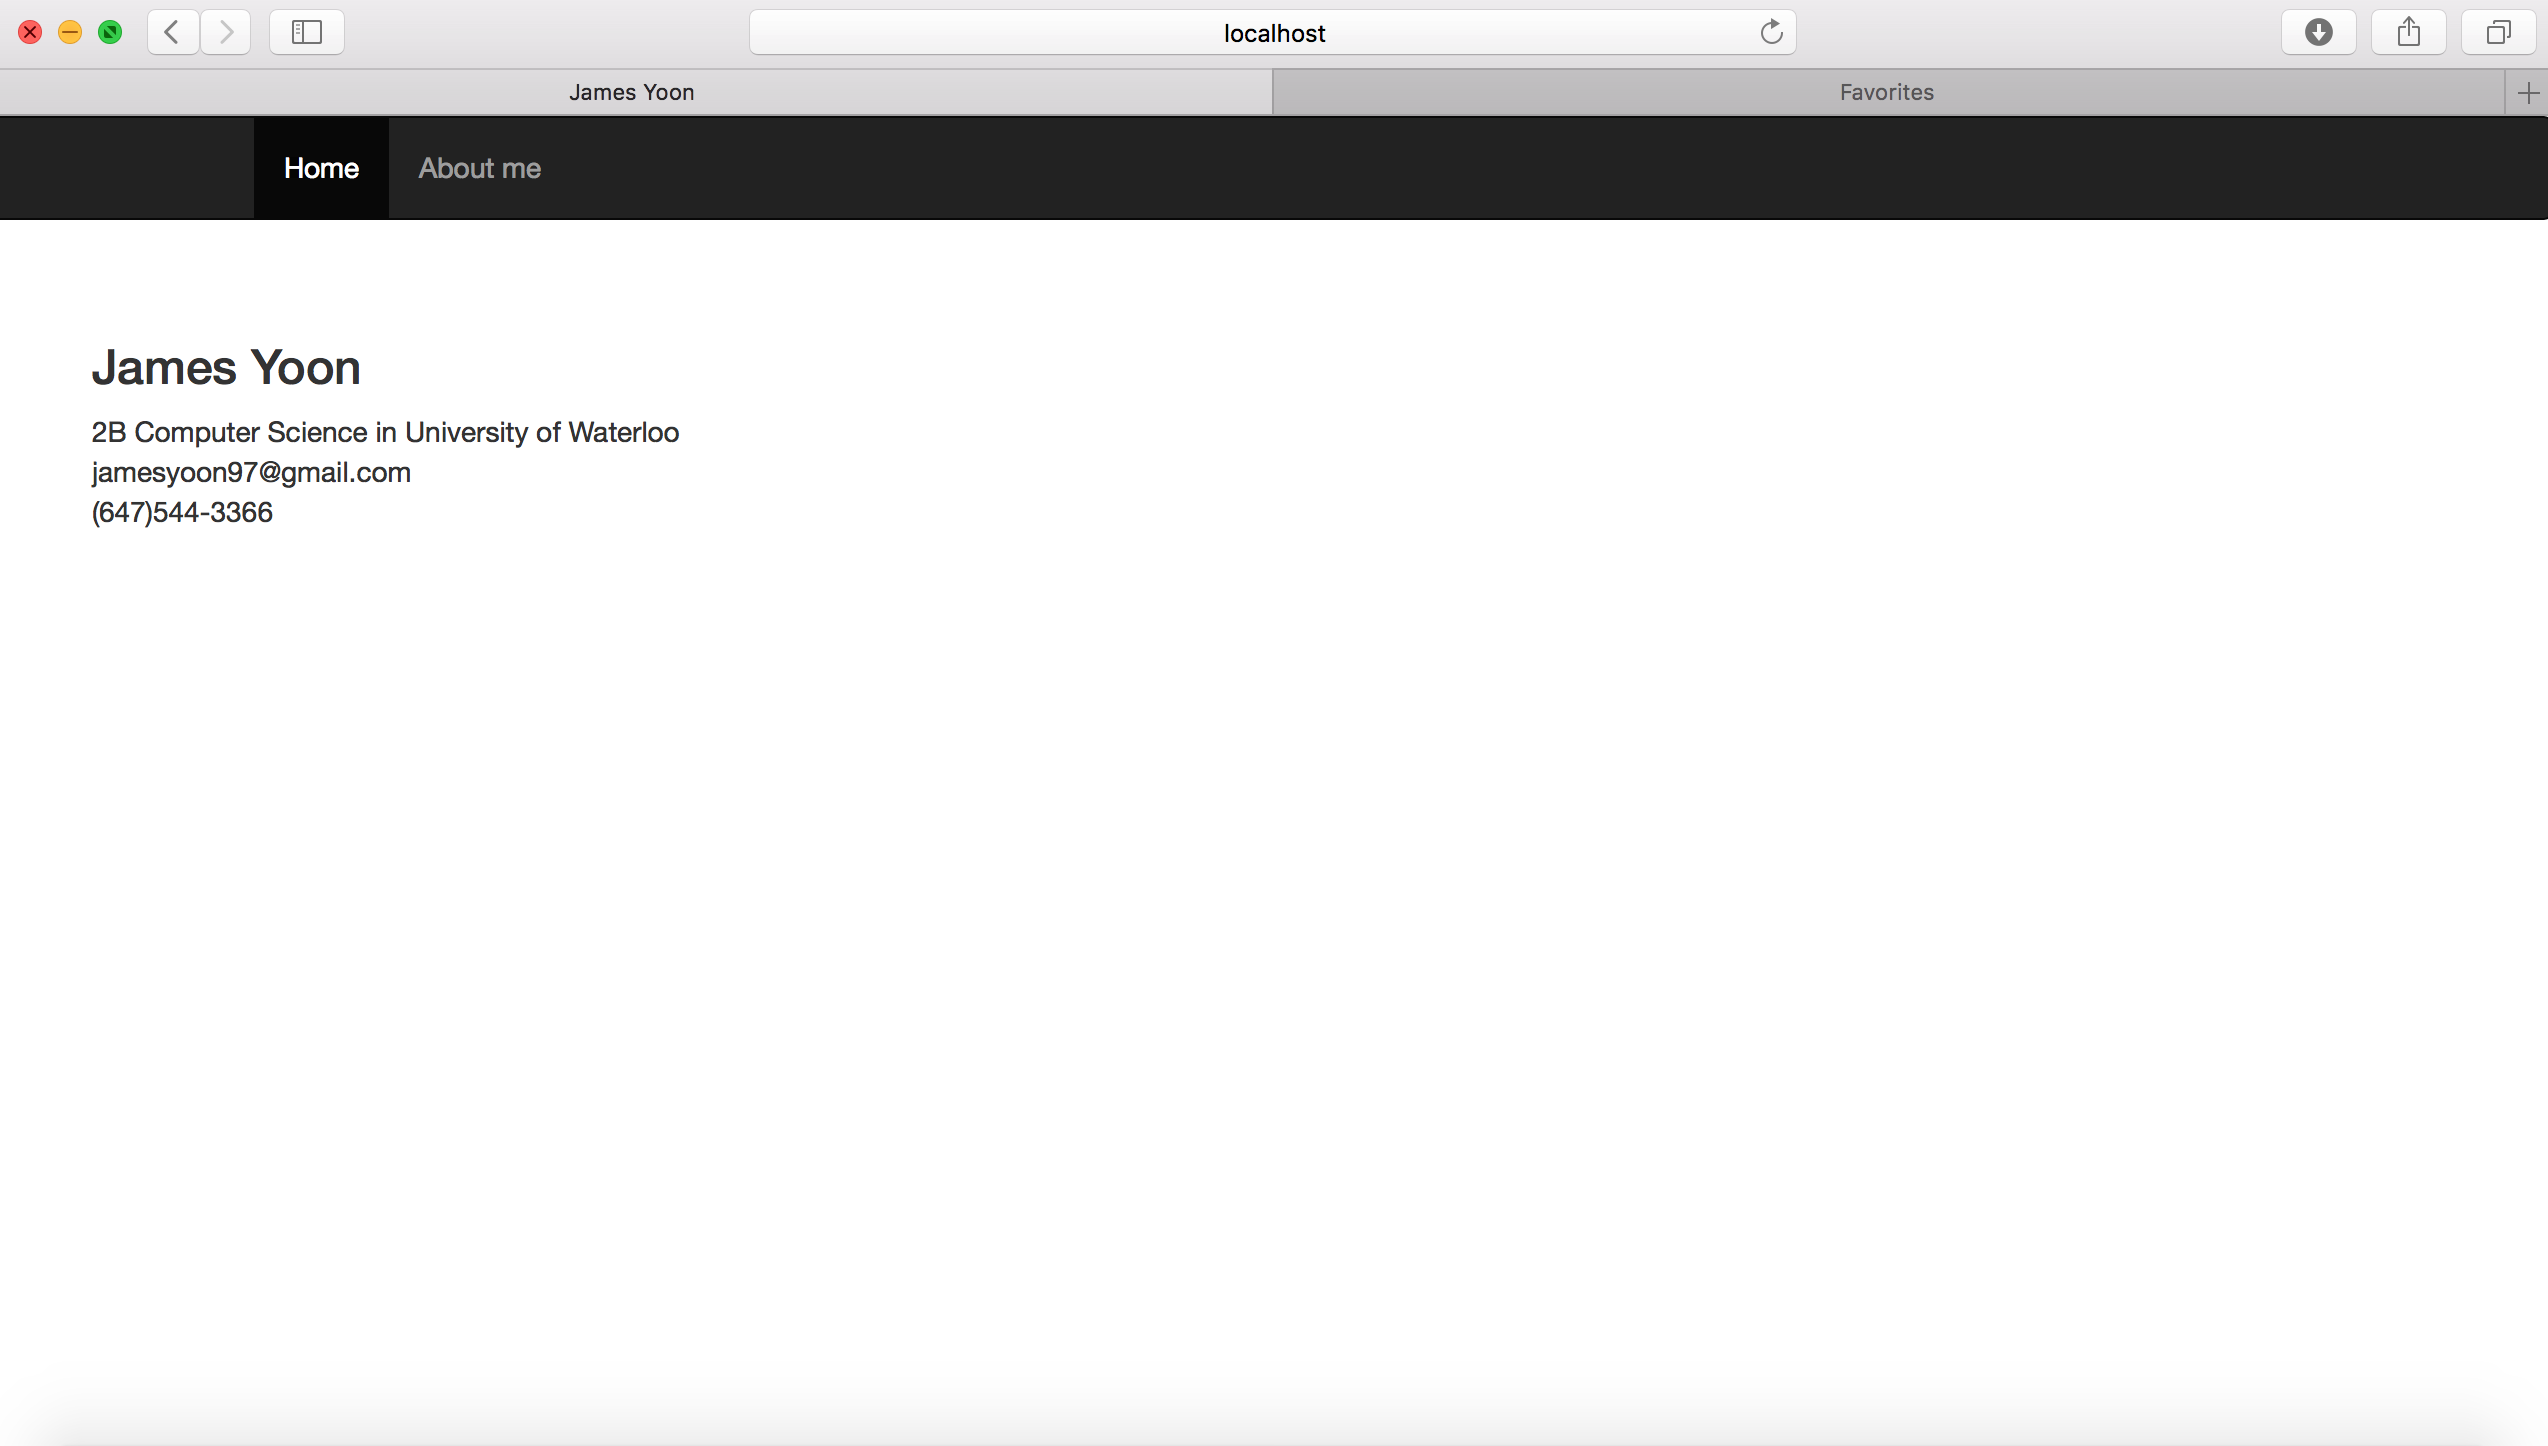 localhost
James Yoon
Favorites
Home
About me
James Yoon
2B Computer Science in University of Waterloo
jamesyoon97@gmail.com
(647)544-3366